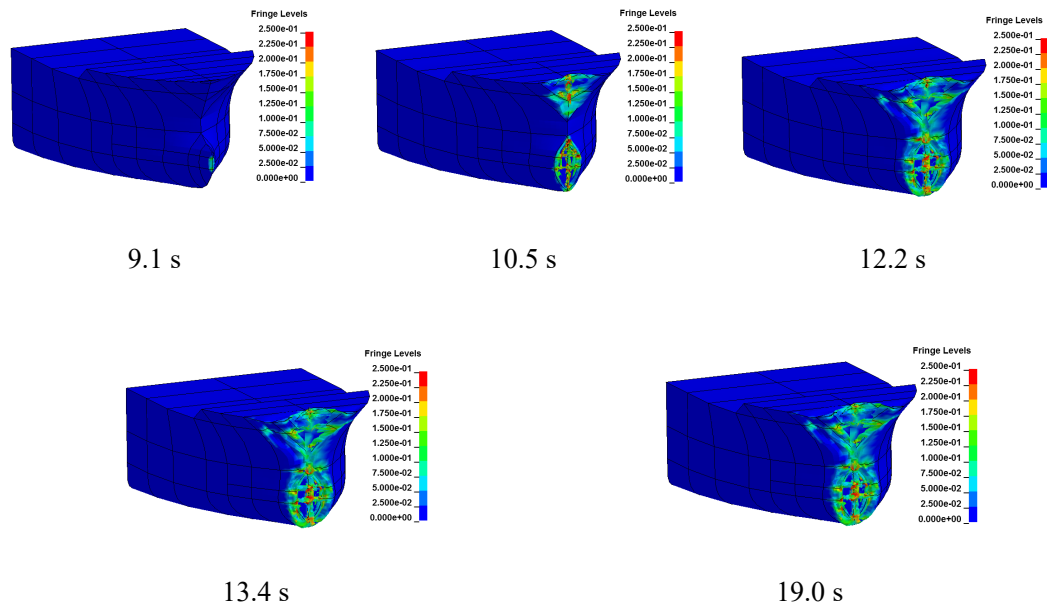 Fringe Levels
2.500e-01
2.250e-01
2.000e-01
1.750e-01
1.500e-01
1.250e-01
1.000e-01
7.500e-02
5.000e-02
2.500e-02
0.000e+00
9.1 s
Fringe Levels
2.500e-01
2.250e-01
2.000e-01
1.750e-01
1.500e-01
1.250e-01
1.000e-01
7.500e-02
5.000e-02
2.500e-02
0.000e+00
10.5 s
Fringe Levels
2.500e-01
2.250e-01
2.000e-01
1.750e-01
1.500e-01
1.250e-01
1.000e-01
7.500e-02
5.000e-02
2.500e-02
0.000e+00
12.2 s
Fringe Levels
2.500e-01
2.250e-01
2.000e-01
1.750e-01
1.500e-01
1.250e-01
1.000e-01
7.500e-02
5.000e-02
2.500e-02
0.000e+00
13.4 s
Fringe Levels
2.500e-01
2.250e-01
2.000e-01
1.750e-01
1.500e-01
1.250e-01
1.000e-01
7.500e-02
5.000e-02
2.500e-02
0.000e+00
19.0 s